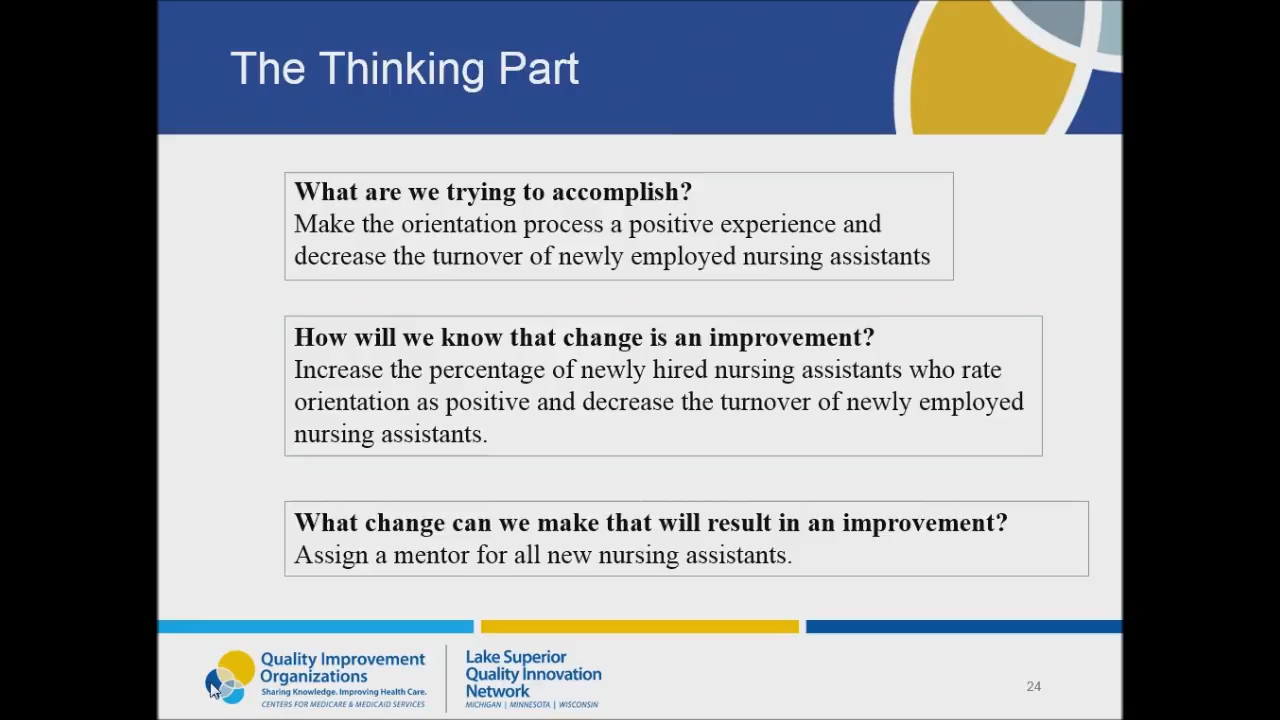 The Thinking Part
What are we trying to accomplish?
Make the orientation process a positive experience and
decrease the turnover of newly employed nursing assistants
How will we know that change is an improvement?
Increase the percentage of newly hired nursing assistants who rate
orientation as positive and decrease the turnover of newly employed
nursing assistants.
What change can we make that will result in an improvement?
Assign a mentor for all new nursing assistants.
Quality Improvement
Organizations
Sharing Knowledge. Improving Health Care.
CENTERS FOR MEDICARE & MEDICAID SERVICES
Lake Superior
Quality Innovation
Network
MICHIGAN | MINNESOTA | WISCONSIN
24